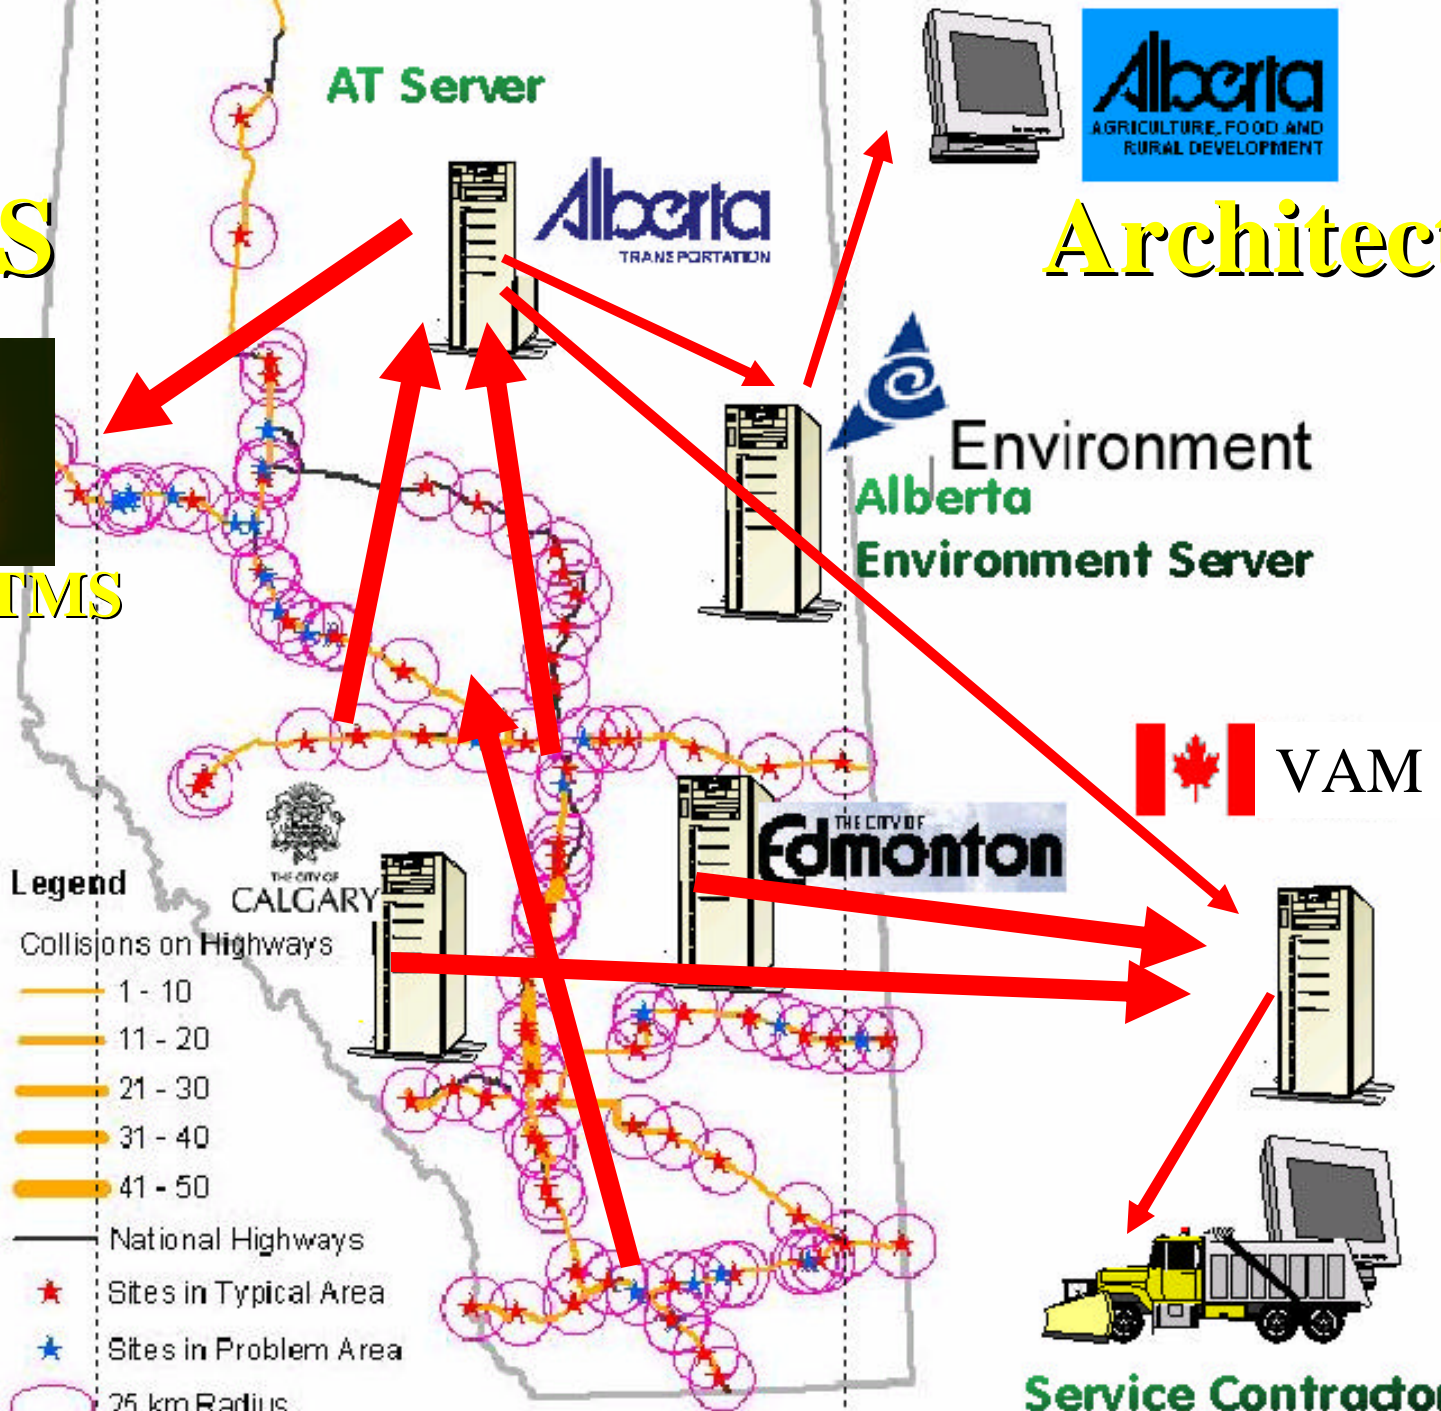 AT Server
Alberta
AGRICULTURE, FOOD AND
RURAL DEVELOPMENT
Alberta
TRANSPORTATION
S
Architect
Environment
Alberta
Environment Server
TMS
VAM
THE CITY OF
Edmonton
THE CITY OF
CALGARY
Legend
Collisions on Highways
1 - 10
11 - 20
21 - 30
31 - 40
41 - 50
National Highways
Sites in Typical Area
Sites in Problem Area
25 km Radius
Service Contractor